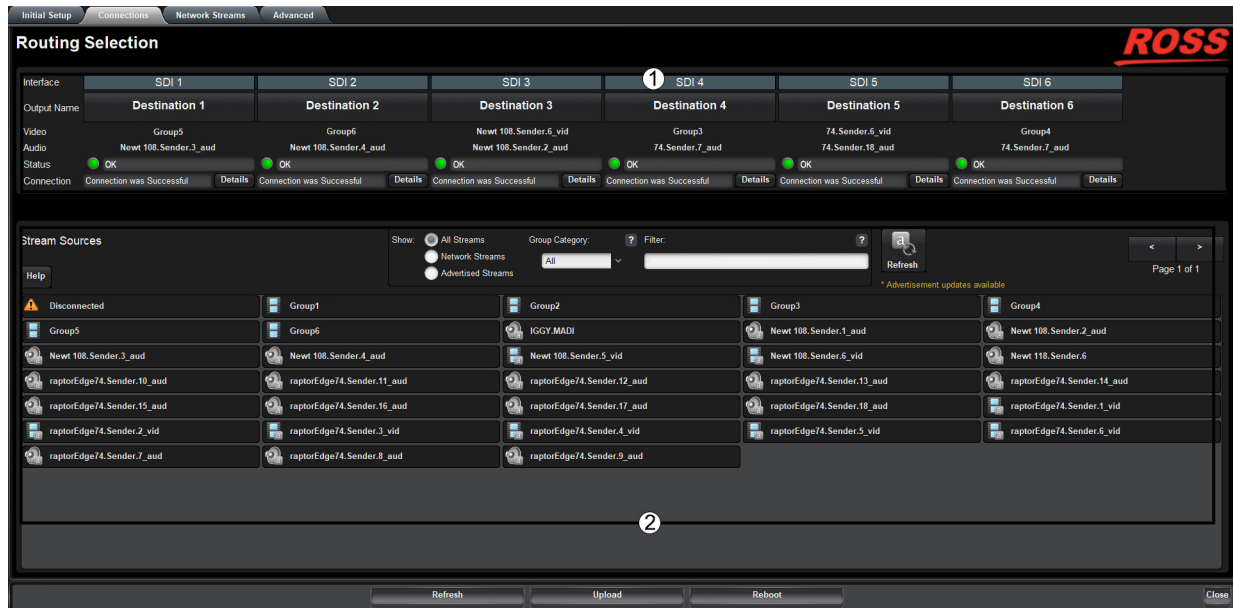 Initial Setup Connections Network Streams Advanced
Routing Selection
ROSS
Interface SDI 1 SDI 2 SDI 3 1 SDI 4 SDI 5 SDI 6
Output Name Destination 1 Destination 2 Destination 3 Destination 4 Destination 5 Destination 6
Video Group5 Group6 Newt 108.Sender.6_vid Group3 74.Sender.6_vid Group4
Audio Newt 108.Sender.3_aud Newt 108.Sender.4_aud Newt 108.Sender.2_aud 74.Sender.7_aud 74.Sender.18_aud 74.Sender.7_aud
Status OK OK OK OK OK OK
Connection Connection was Successful Details Connection was Successful Details Connection was Successful Details Connection was Successful Details Connection was Successful Details Connection was Successful Details
Stream Sources Show: All Streams Group Category: ? Filter: ? a
Network Streams All < >
Advertised Streams Refresh Page 1 of 1
Help
* Advertisement updates available
Disconnected Group1 Group2 Group3 Group4
Group5 Group6 IGGY.MADI Newt 108.Sender.1_aud Newt 108.Sender.2_aud
Newt 108.Sender.3_aud Newt 108.Sender.4_aud Newt 108.Sender.5_vid Newt 108.Sender.6_vid Newt 118.Sender.6
raptorEdge74.Sender.10_aud raptorEdge74.Sender.11_aud raptorEdge74.Sender.12_aud raptorEdge74.Sender.13_aud raptorEdge74.Sender.14_aud
raptorEdge74.Sender.15_aud raptorEdge74.Sender.16_aud raptorEdge74.Sender.17_aud raptorEdge74.Sender.18_aud raptorEdge74.Sender.1_vid
raptorEdge74.Sender.2_vid raptorEdge74.Sender.3_vid raptorEdge74.Sender.4_vid raptorEdge74.Sender.5_vid raptorEdge74.Sender.6_vid
raptorEdge74.Sender.7_aud raptorEdge74.Sender.8_aud raptorEdge74.Sender.9_aud
2
Refresh Upload Reboot Close